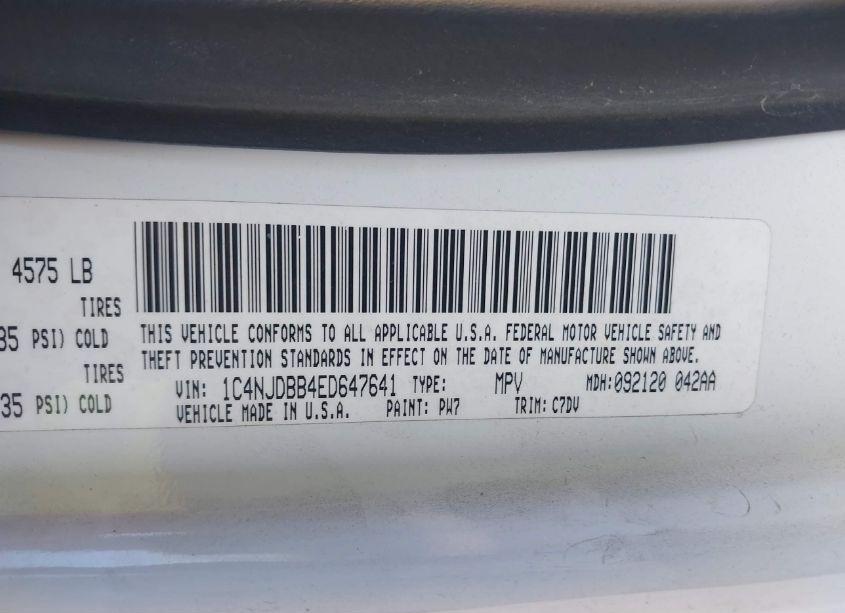 4575 LB
TIRES
35 PSI) COLD
TIRES
35 PSI) COLD
THIS VEHICLE CONFORMS TO ALL APPLICABLE U.S.A. FEDERAL MOTOR VEHICLE SAFETY AND
THEFT PREVENTION STANDARDS IN EFFECT ON THE DATE OF MANUFACTURE SHOWN ABOVE.
VIN: 1C4NJDBB4ED647641 TYPE: MPV MDH:092120 042AA
VEHICLE MADE IN U.S.A. PAINT: PW7 TRIM: C7DV